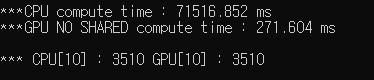 ***CPU compute time : 71516.852 ms
***GPU NO SHARED compute time : 271.604 ms
*** CPU[10] : 3510 GPU[10] : 3510